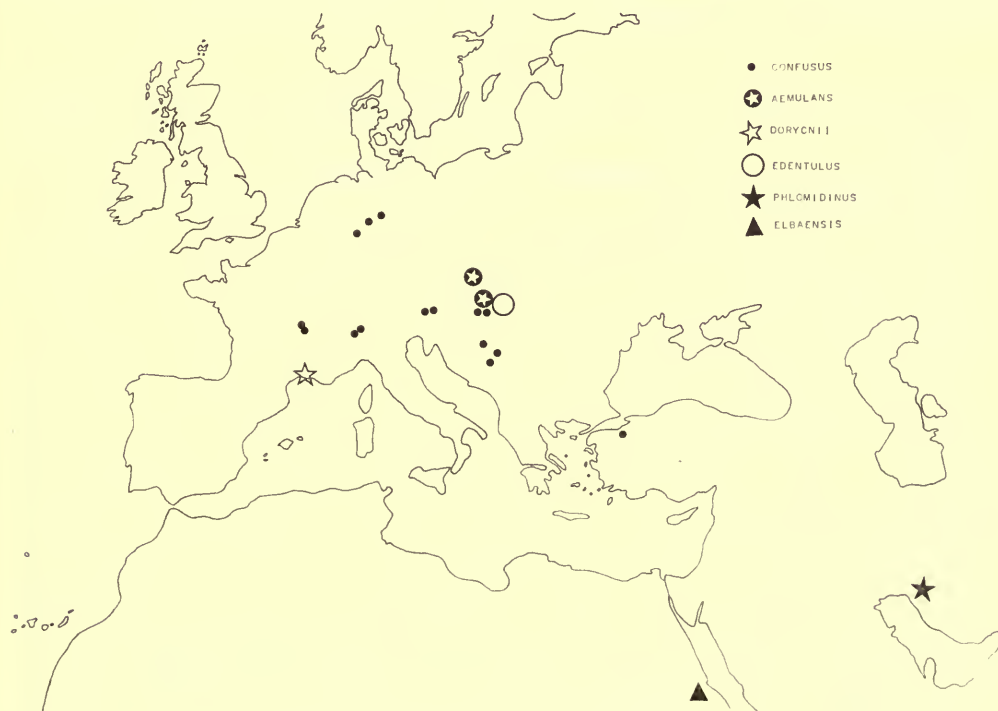 CONFUSUS
AEMULANS
DORYCNII
EDENTULUS
PHLOMIDINUS
ELBAENSIS